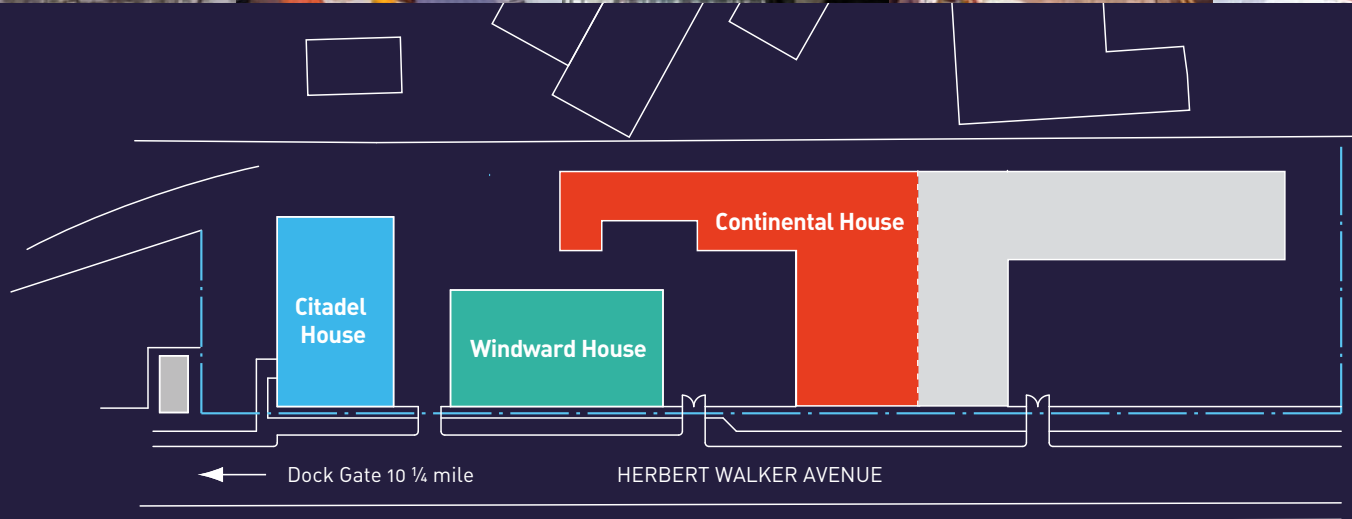 Continental House
Citadel
House
Windward House
Dock Gate 10 ¼ mile
HERBERT WALKER AVENUE